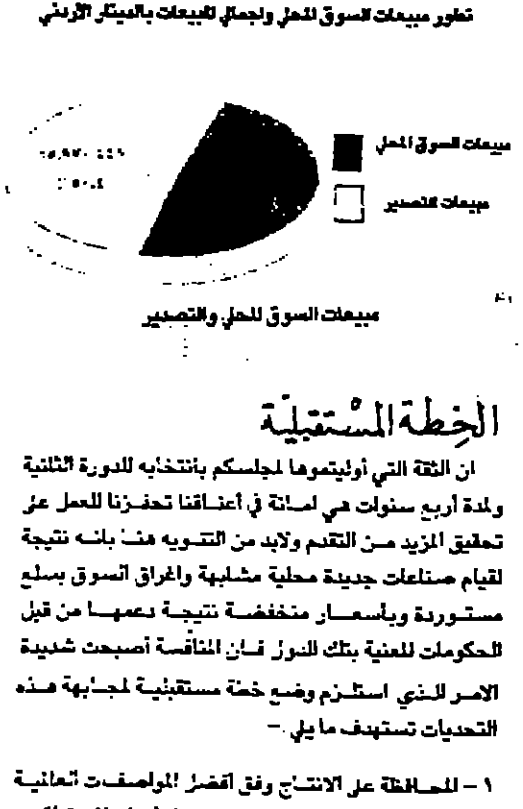 تطور مبيعات السوق المحلي واجمالي المبيعات بالدينار الاردني
مبيعات السوق المحلي
مبيعات التصدير
مبيعات السوق المحلي والتصدير
الخطة المستقبلية
ان الثقة التي أوليتموها لمجلسكم بانتخابه للدورة الثانية
ولمدة أربع سنوات هي امانة في أعناقنا تحفزنا للعمل على
تحقيق المزيد من التقدم ولابد من التنويه هنا بانه نتيجة
لقيام صناعات جديدة محلية مشابهة واغراق السوق بسلع
مستوردة وبأسعار منخفضة نتيجة دعمها من قبل
الحكومات المعنية بتلك الدول فان المنافسة أصبحت شديدة
الامر الذي استلزم وضع خطة مستقبلية لمجابهة هذه
التحديات تستهدف ما يلي :-
١ - المحافظة على الانتاج وفق أفضل المواصفات العالمية